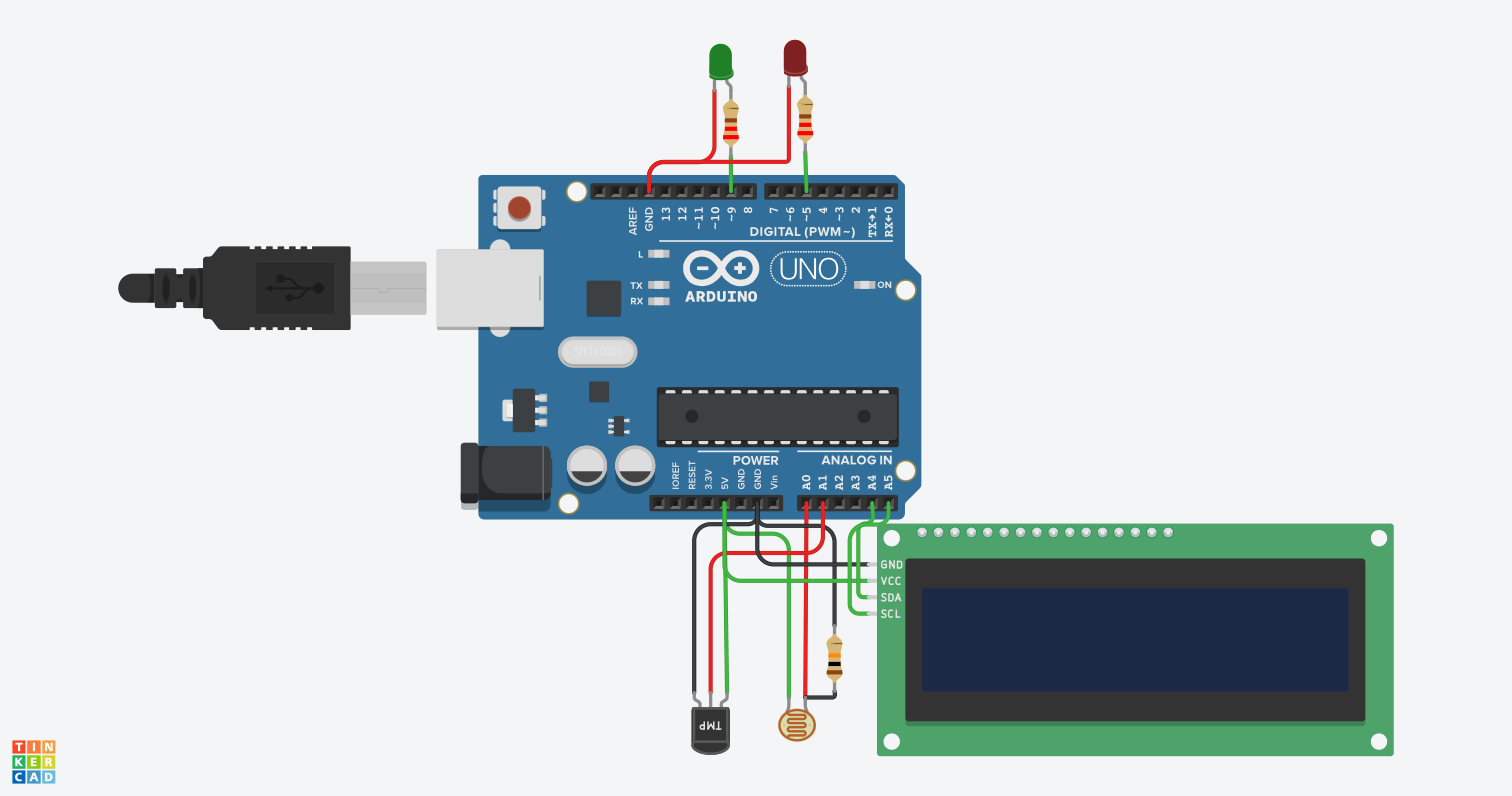 AREF
GND
13
12
~11
~10
~9
8
7
~6
~5
4
~3
2
TX→1
RX←0
DIGITAL (PWM~)
L
TX
RX
ARDUINO
UNO
ON
POWER
ANALOG IN
IOREF
RESET
3.3V
5V
GND
GND
Vin
A0
A1
A2
A3
A4
A5
GND
VCC
SDA
SCL
TMP
TIN
KER
CAD